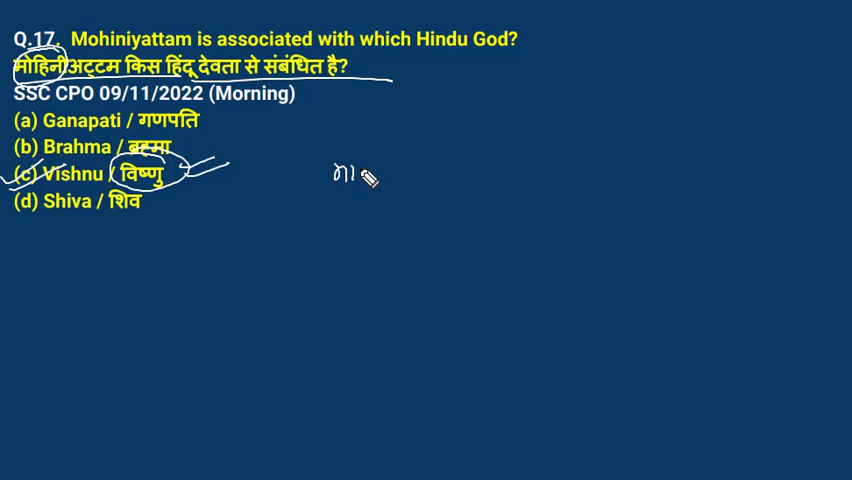 Q.17. Mohiniyattam is associated with which Hindu God?
मोहिनीअट्टम किस हिंदू देवता से संबंधित है?
SSC CPO 09/11/2022 (Morning)
(a) Ganapati / गणपति
(b) Brahma / ब्रह्मा
(c) Vishnu / विष्णु
(d) Shiva / शिव